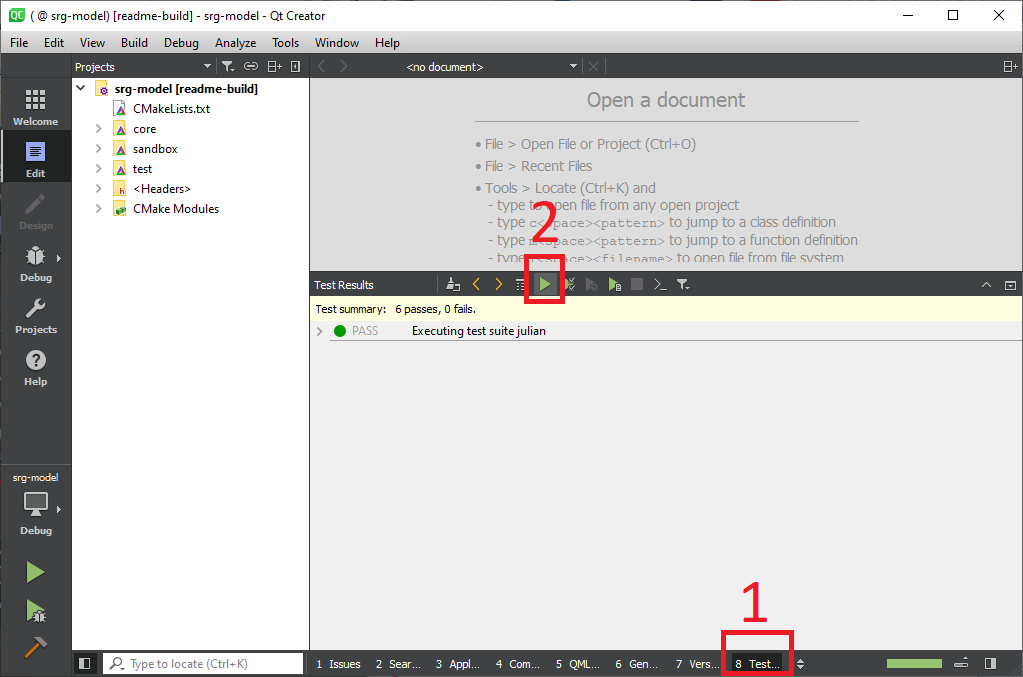 ( @ srg-model) [readme-build] - srg-model - Qt Creator
File Edit View Build Debug Analyze Tools Window Help
Projects
<no document>
Welcome
Edit
Design
Debug
Projects
Help
srg-model
Debug
srg-model [readme-build]
CMakeLists.txt
core
sandbox
test
<Headers>
CMake Modules
Open a document
• File > Open File or Project (Ctrl+O)
• File > Recent Files
• Tools > Locate (Ctrl+K) and
- type to open file from any open project
- type c<space><pattern> to jump to a class definition
- type m<space><pattern> to jump to a function definition
- type f<space><filename> to open file from file system
2
Test Results
Test summary: 6 passes, 0 fails.
PASS Executing test suite julian
1
Type to locate (Ctrl+K)
1 Issues 2 Sear... 3 Appl... 4 Com... 5 QML... 6 Gen... 7 Vers... 8 Test...